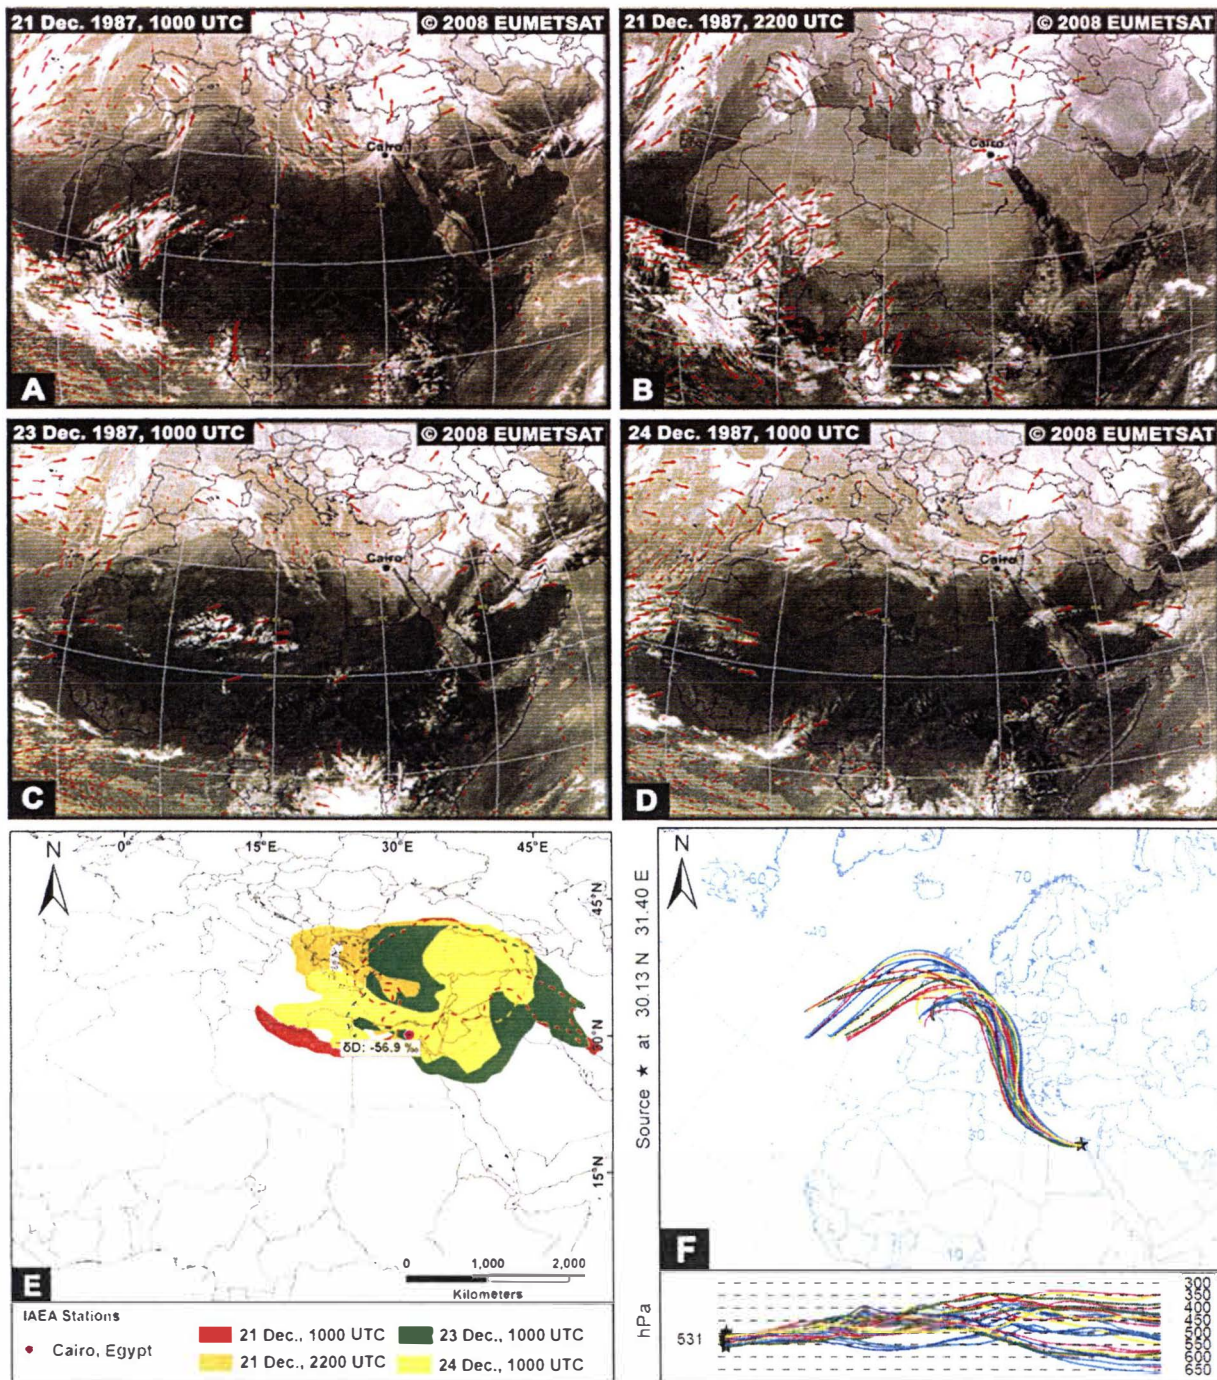 21 Dec. 1987, 1000 UTC
© 2008 EUMETSAT
Cairo
A
21 Dec. 1987, 2200 UTC
© 2008 EUMETSAT
Cairo
B
23 Dec. 1987, 1000 UTC
© 2008 EUMETSAT
Cairo
C
24 Dec. 1987, 1000 UTC
© 2008 EUMETSAT
Cairo
D
N
0°
15°E
30°E
45°E
45°N
30°N
15°N
δD: -56.9 ‰
0
1,000
2,000
Kilometers
E
IAEA Stations
Cairo, Egypt
21 Dec., 1000 UTC
21 Dec., 2200 UTC
23 Dec., 1000 UTC
24 Dec., 1000 UTC
N
Source ★ at 30.13 N 31.40 E
60
70
40
20
40
10
F
hPa
531
300
350
400
450
500
550
600
650